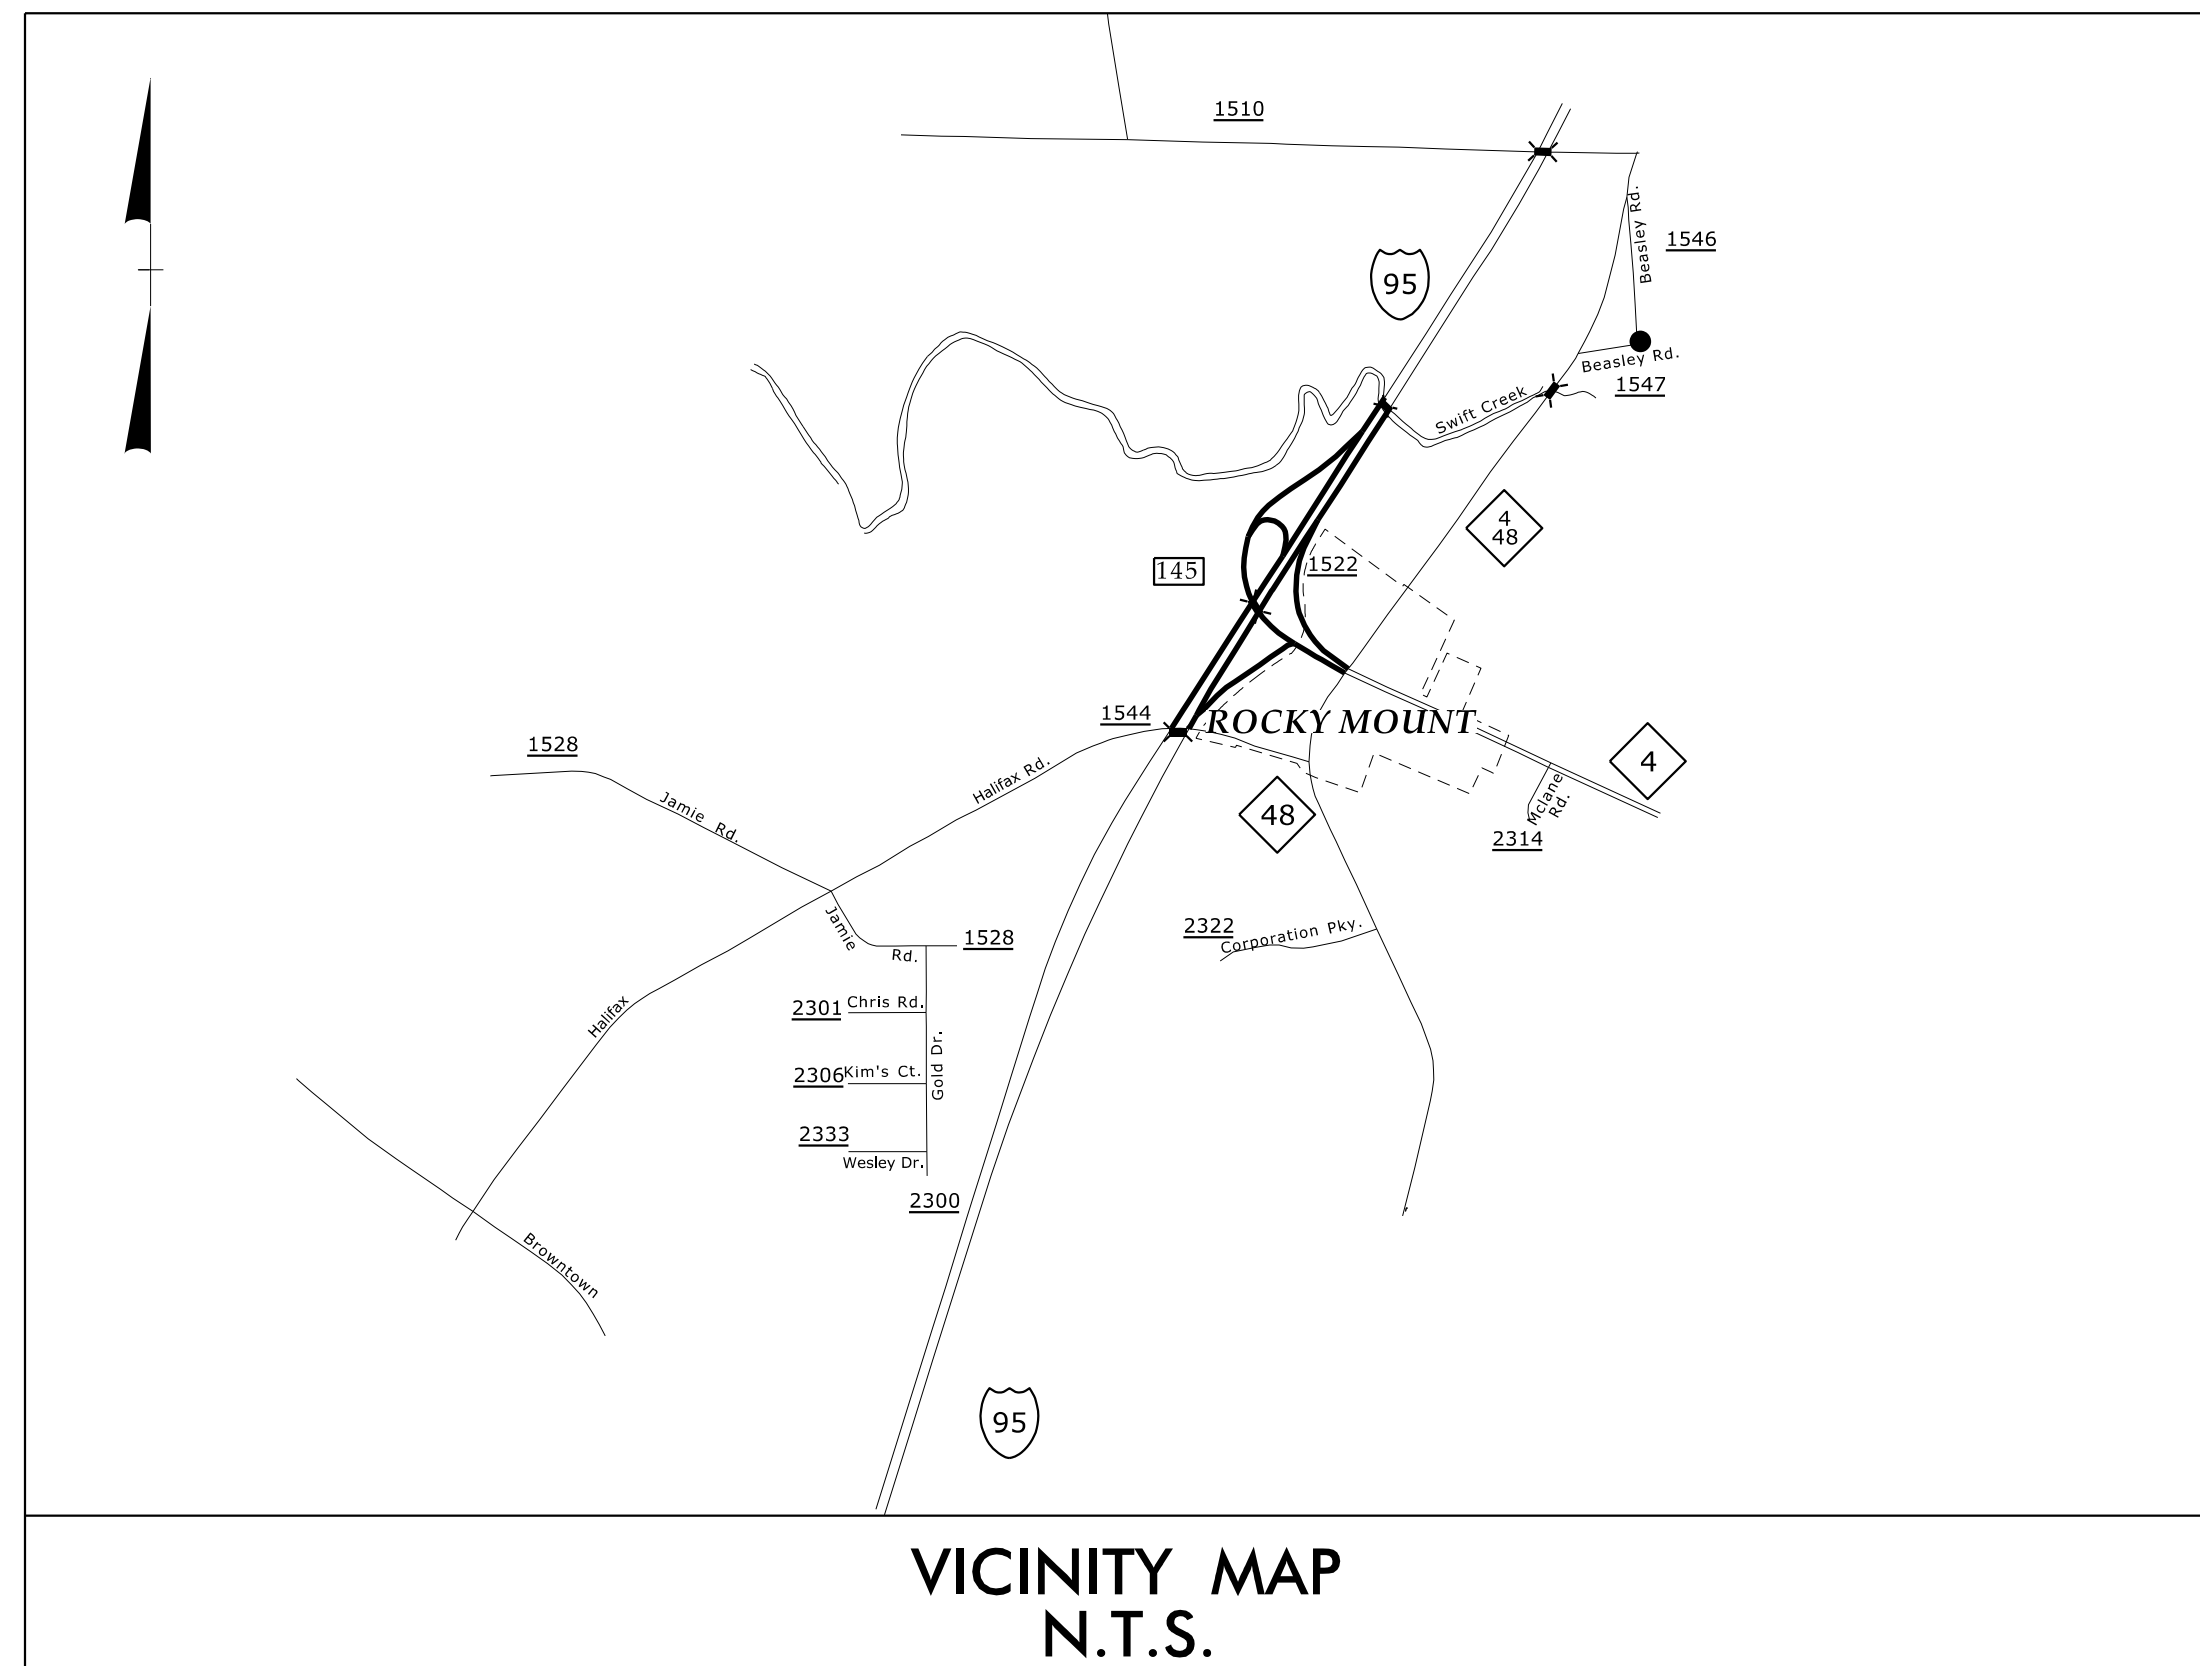 1510
Beasley Rd.
1546
95
Beasley Rd.
1547
Swift Creek
4
48
145
1522
1544
ROCKY MOUNT
1528
Halifax Rd.
4
Jamie Rd.
48
Mclane
Rd.
2314
Jamie
Rd.
1528
2322
Corporation Pky.
Halifax
2301
Chris Rd.
Gold Dr.
2306
Kim's Ct.
2333
Wesley Dr.
2300
Browntown
95
VICINITY MAP
N.T.S.